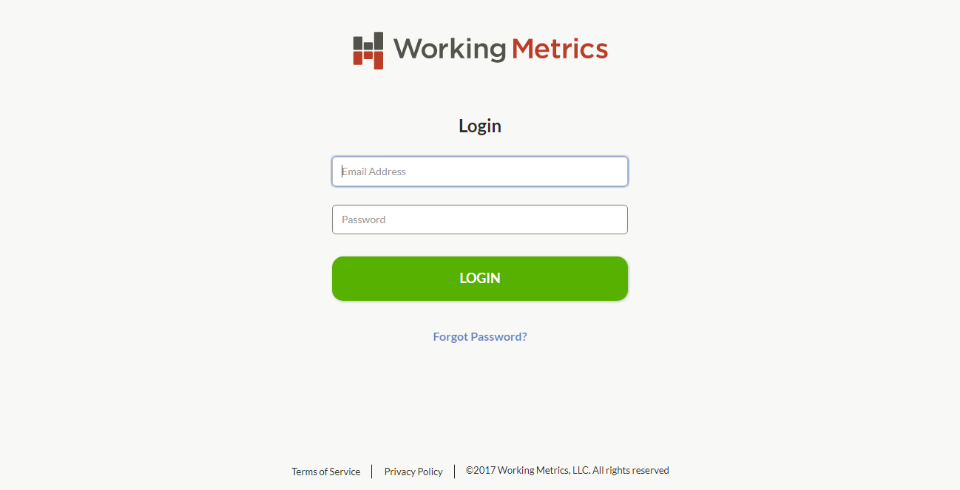 Working Metrics
Login
Email Address
Password
LOGIN
Forgot Password?
Terms of Service | Privacy Policy | ©2017 Working Metrics, LLC. All rights reserved